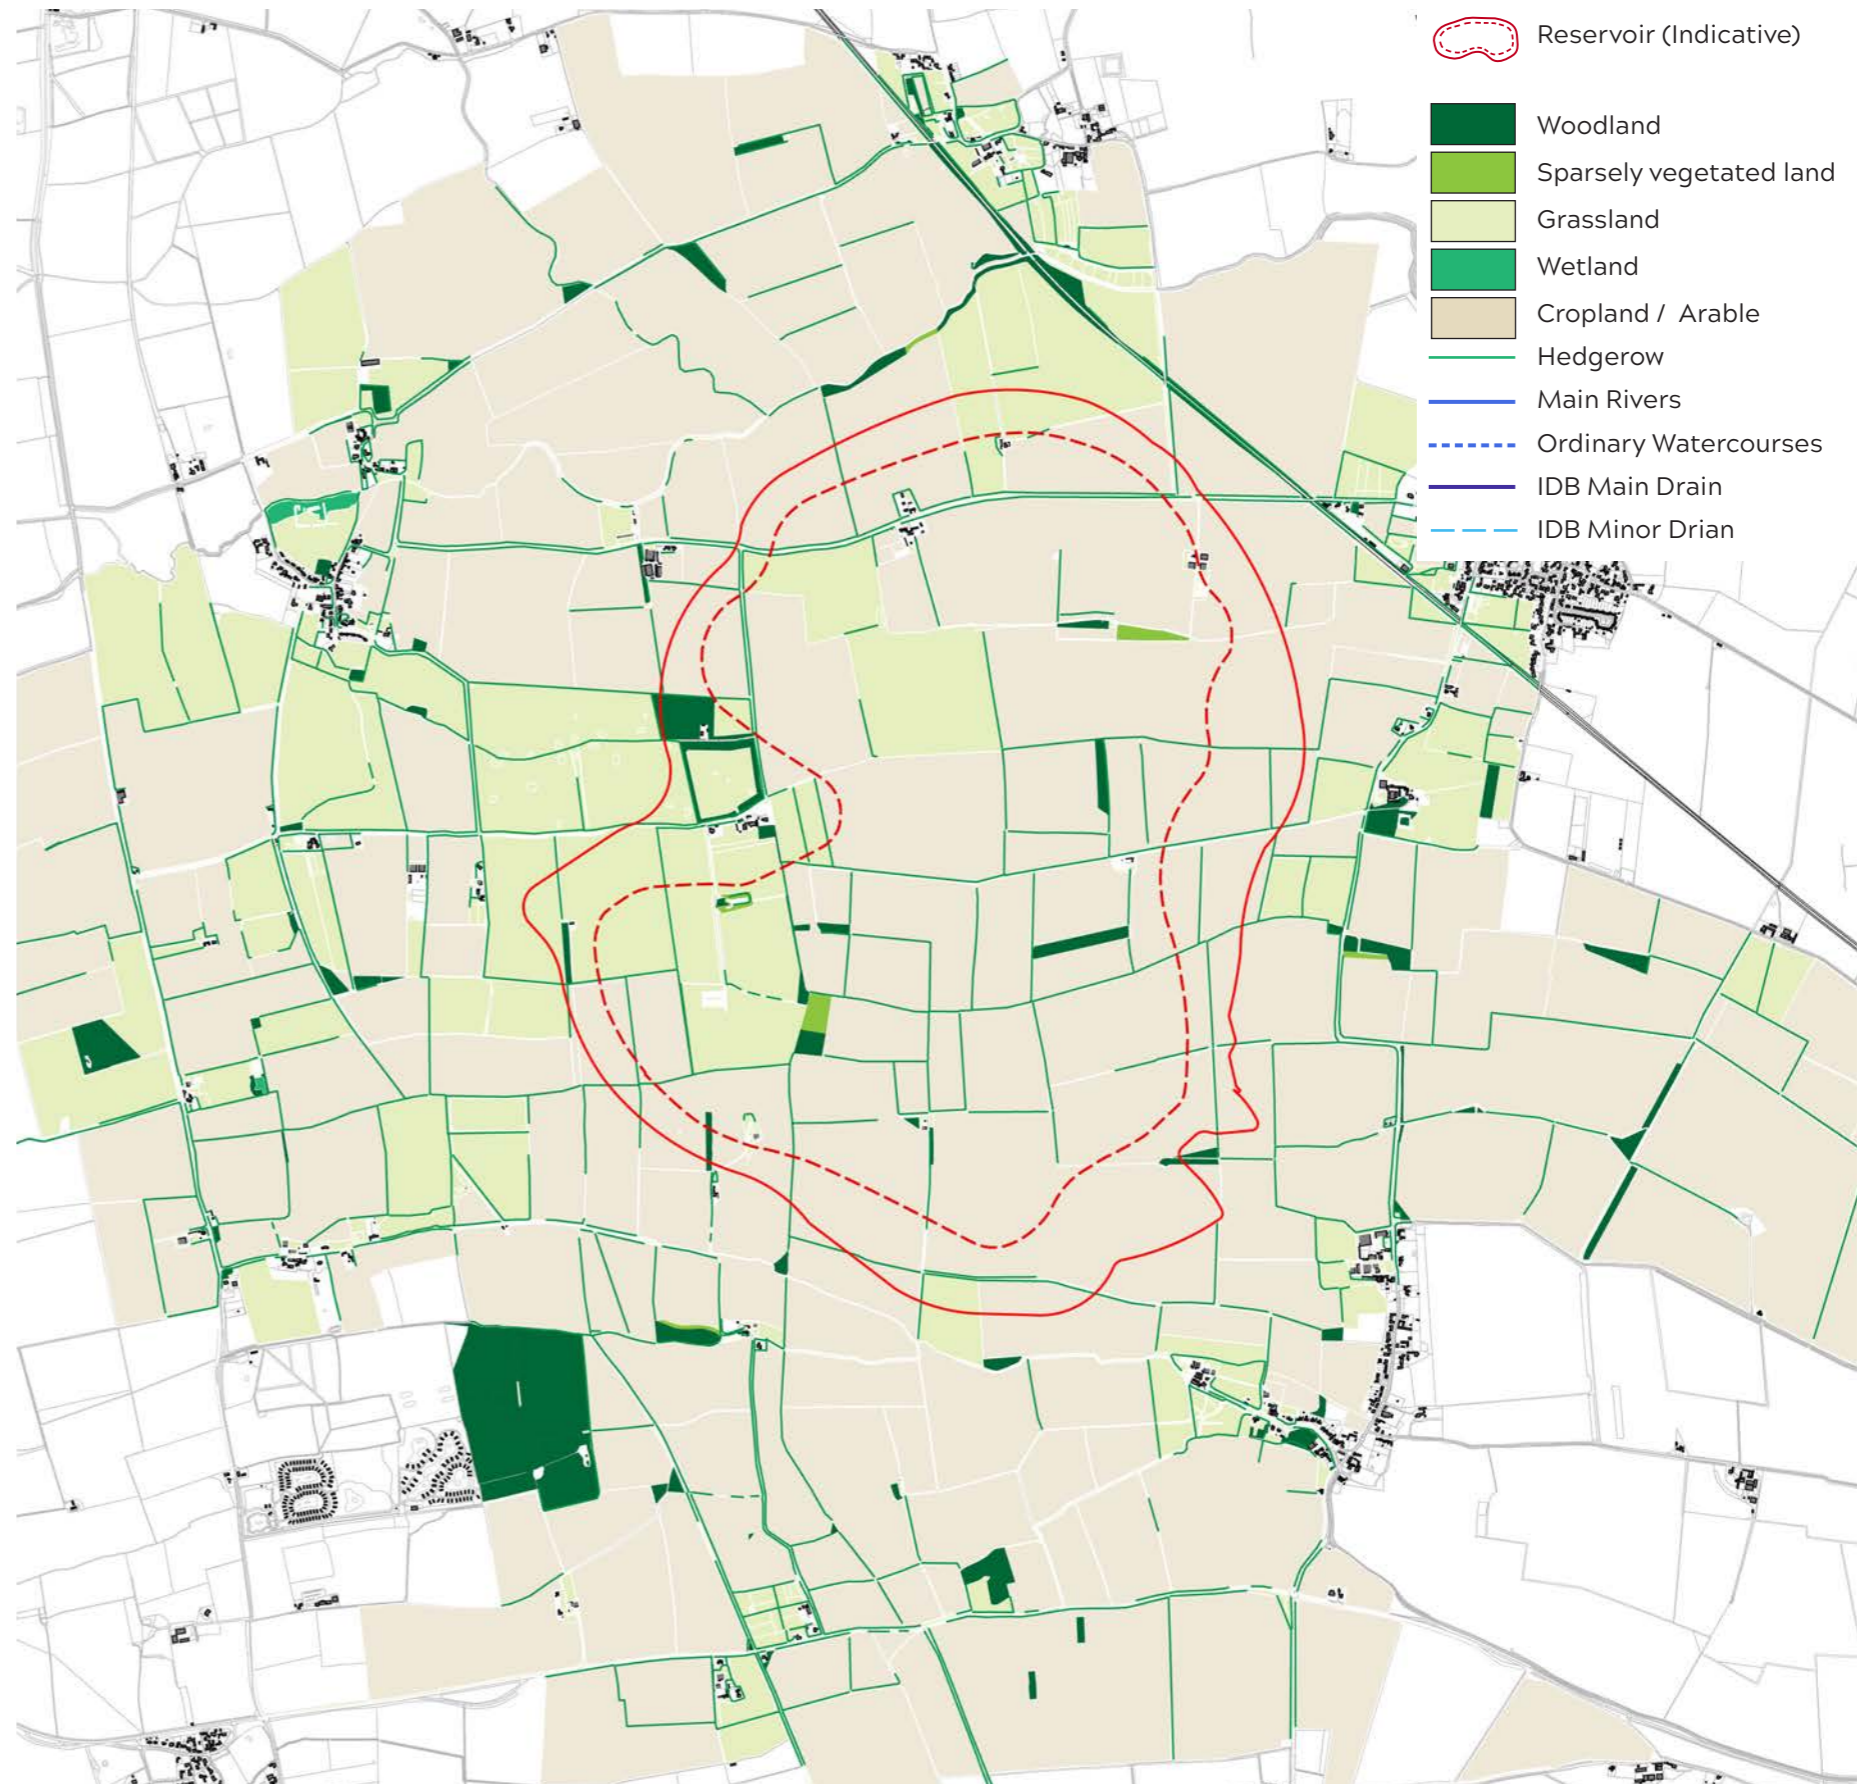 Reservoir (Indicative)
Woodland
Sparsely vegetated land
Grassland
Wetland
Cropland / Arable
Hedgerow
Main Rivers
Ordinary Watercourses
IDB Main Drain
IDB Minor Drian